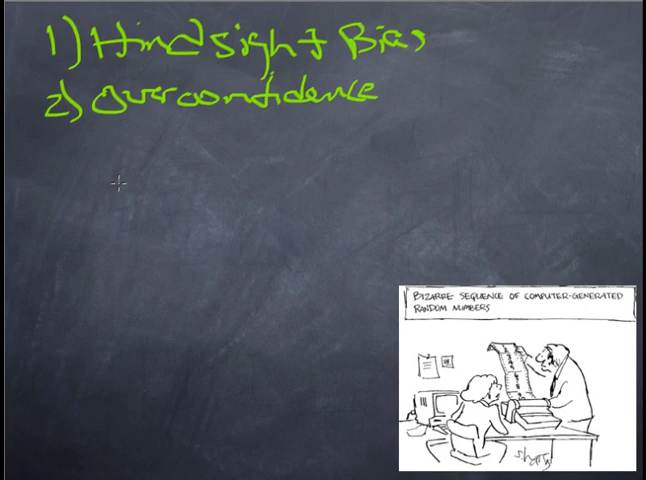 1) Hindsight Bias
2) Overconfidence
BIZARRE SEQUENCE OF COMPUTER-GENERATED
RANDOM NUMBERS